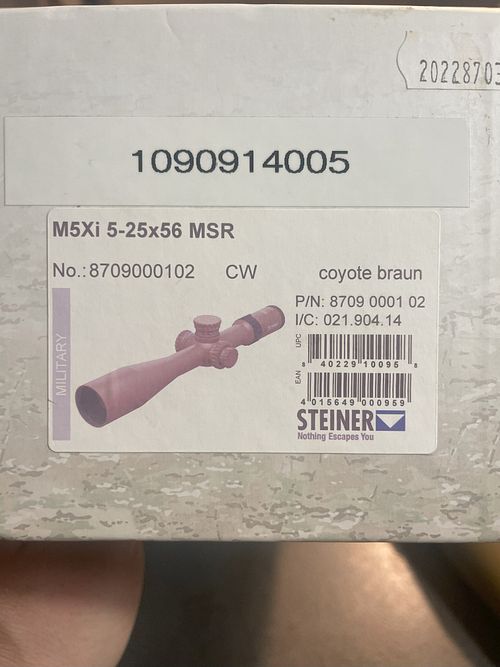 20228703
1090914005
M5Xi 5-25x56 MSR
No.:8709000102 CW coyote braun
P/N: 8709 0001 02
I/C: 021.904.14
MILITARY
UPC
8 40229 10095 8
EAN
4 015649 000959
STEINER
Nothing Escapes You